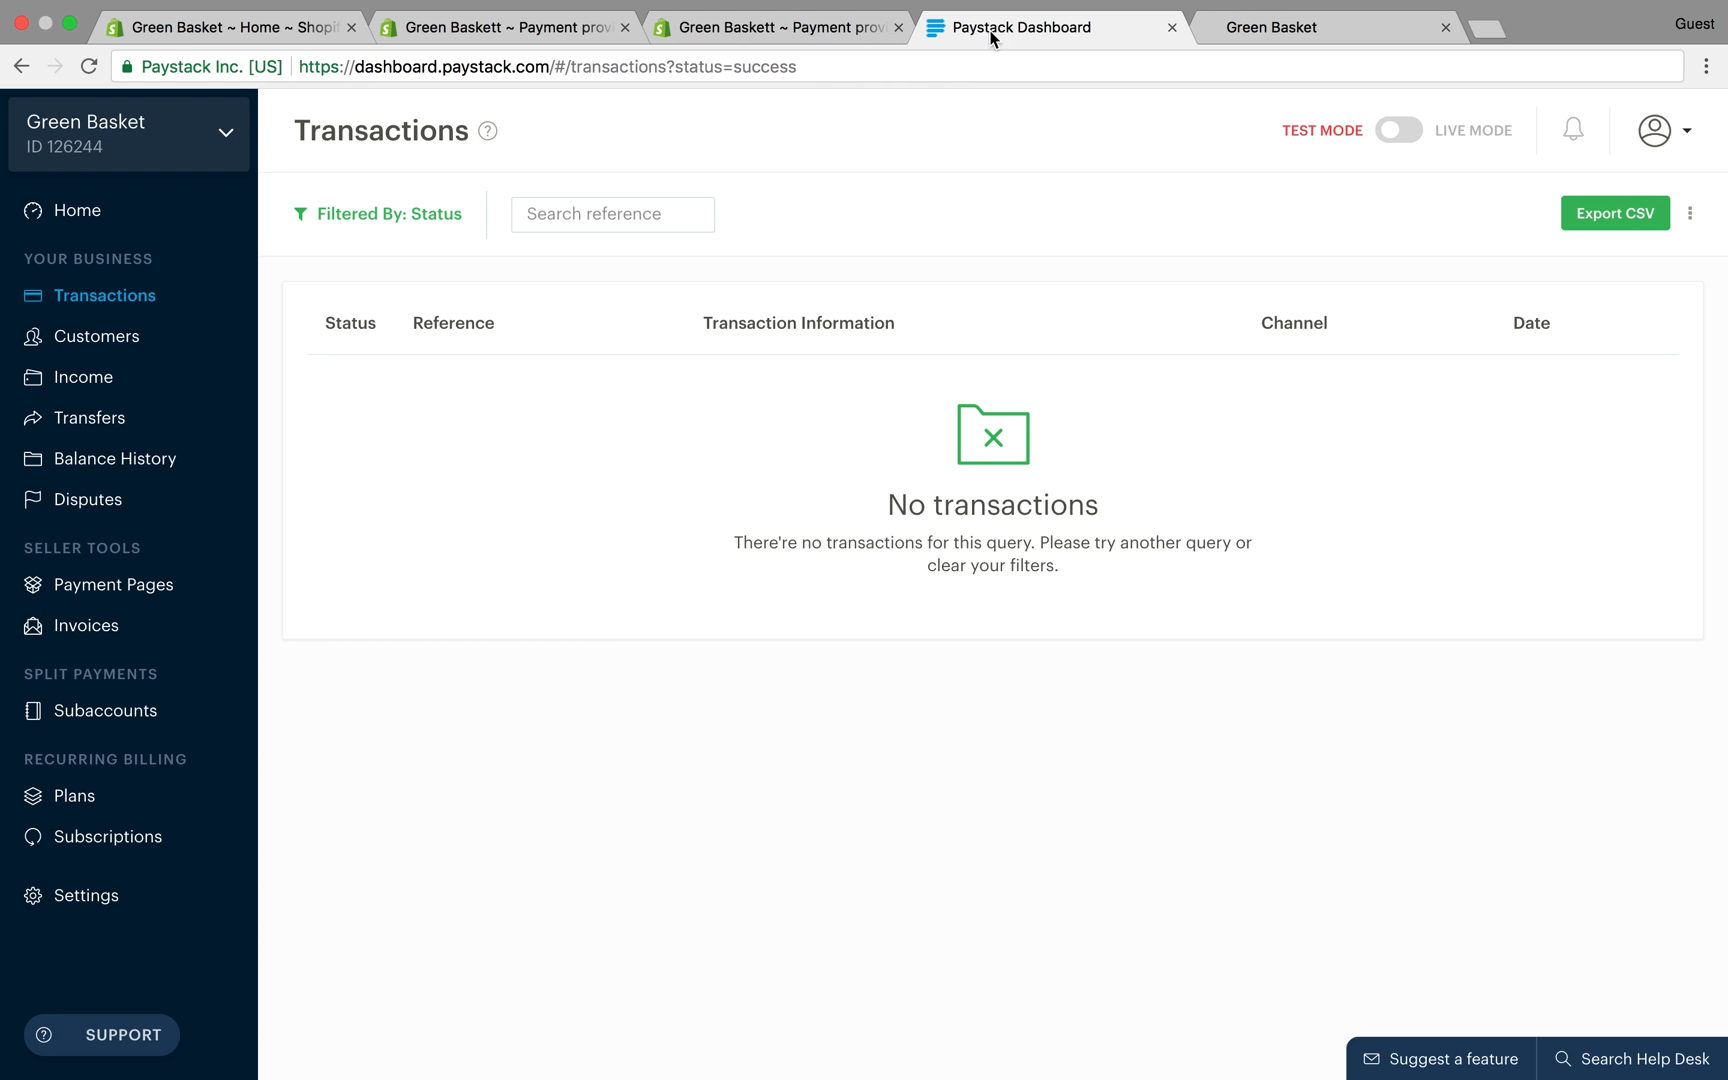 Green Basket ~ Home ~ Shopif
Green Baskett ~ Payment prov
Green Baskett ~ Payment prov
Paystack Dashboard
Green Basket
Guest
Paystack Inc. [US]
https://dashboard.paystack.com/#/transactions?status=success
Green Basket
ID 126244
Home
YOUR BUSINESS
Transactions
Customers
Income
Transfers
Balance History
Disputes
SELLER TOOLS
Payment Pages
Invoices
SPLIT PAYMENTS
Subaccounts
RECURRING BILLING
Plans
Subscriptions
Settings
SUPPORT
Transactions
TEST MODE
LIVE MODE
Filtered By: Status
Search reference
Export CSV
Status
Reference
Transaction Information
Channel
Date
No transactions
There're no transactions for this query. Please try another query or
clear your filters.
Suggest a feature
Search Help Desk